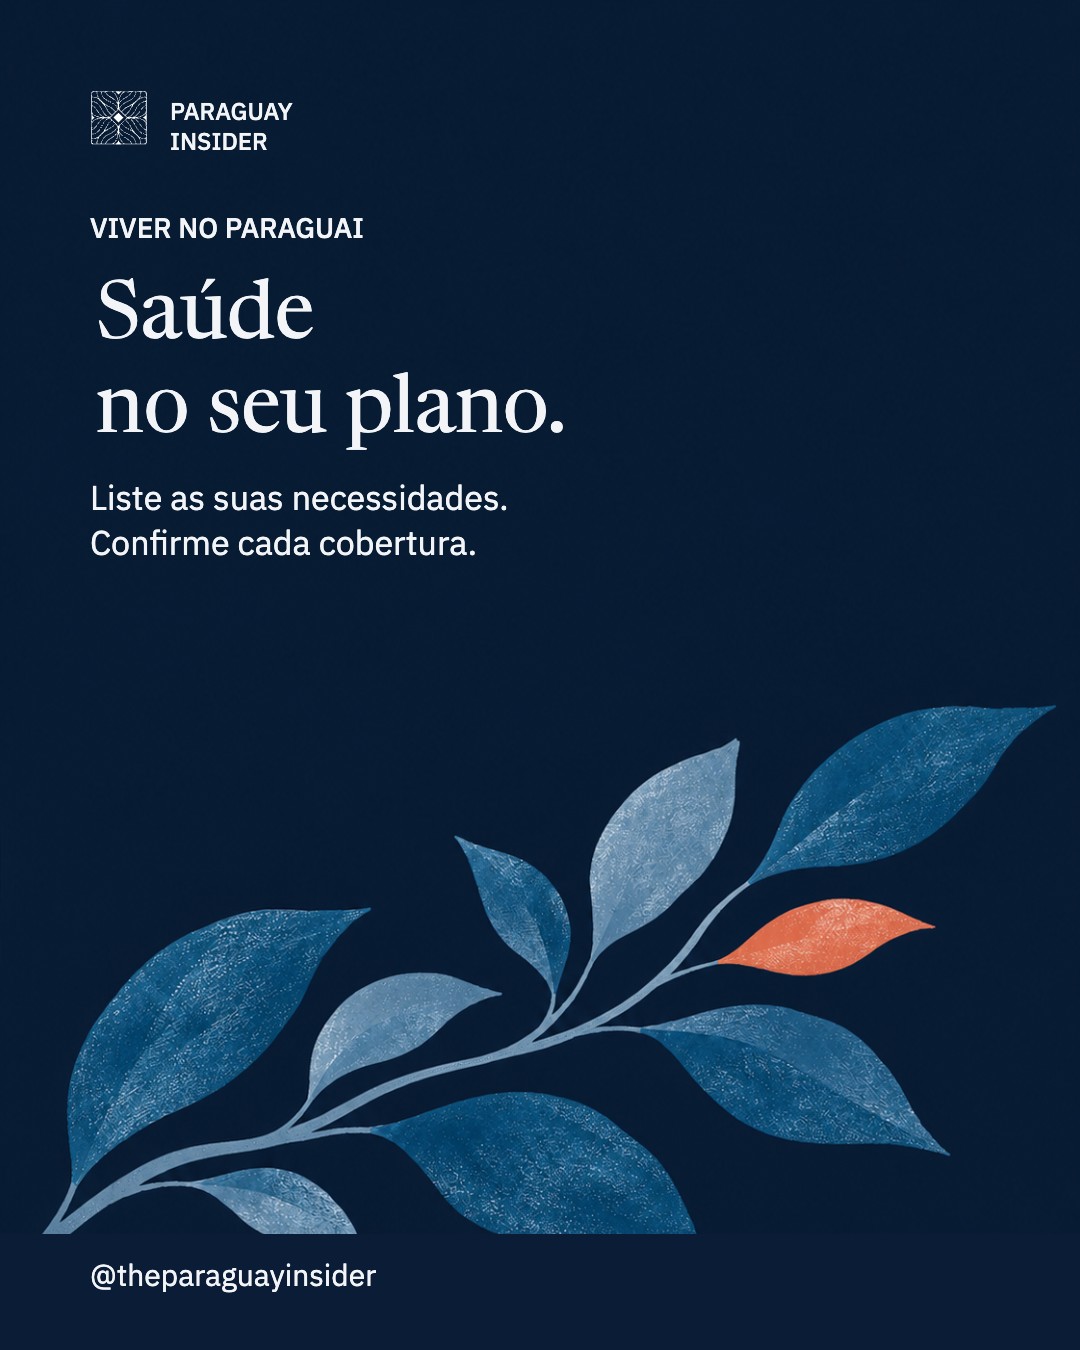 PARAGUAY
INSIDER
VIVER NO PARAGUAI
Saúde
no seu plano.
Liste as suas necessidades.
Confirme cada cobertura.
@theparaguayinsider